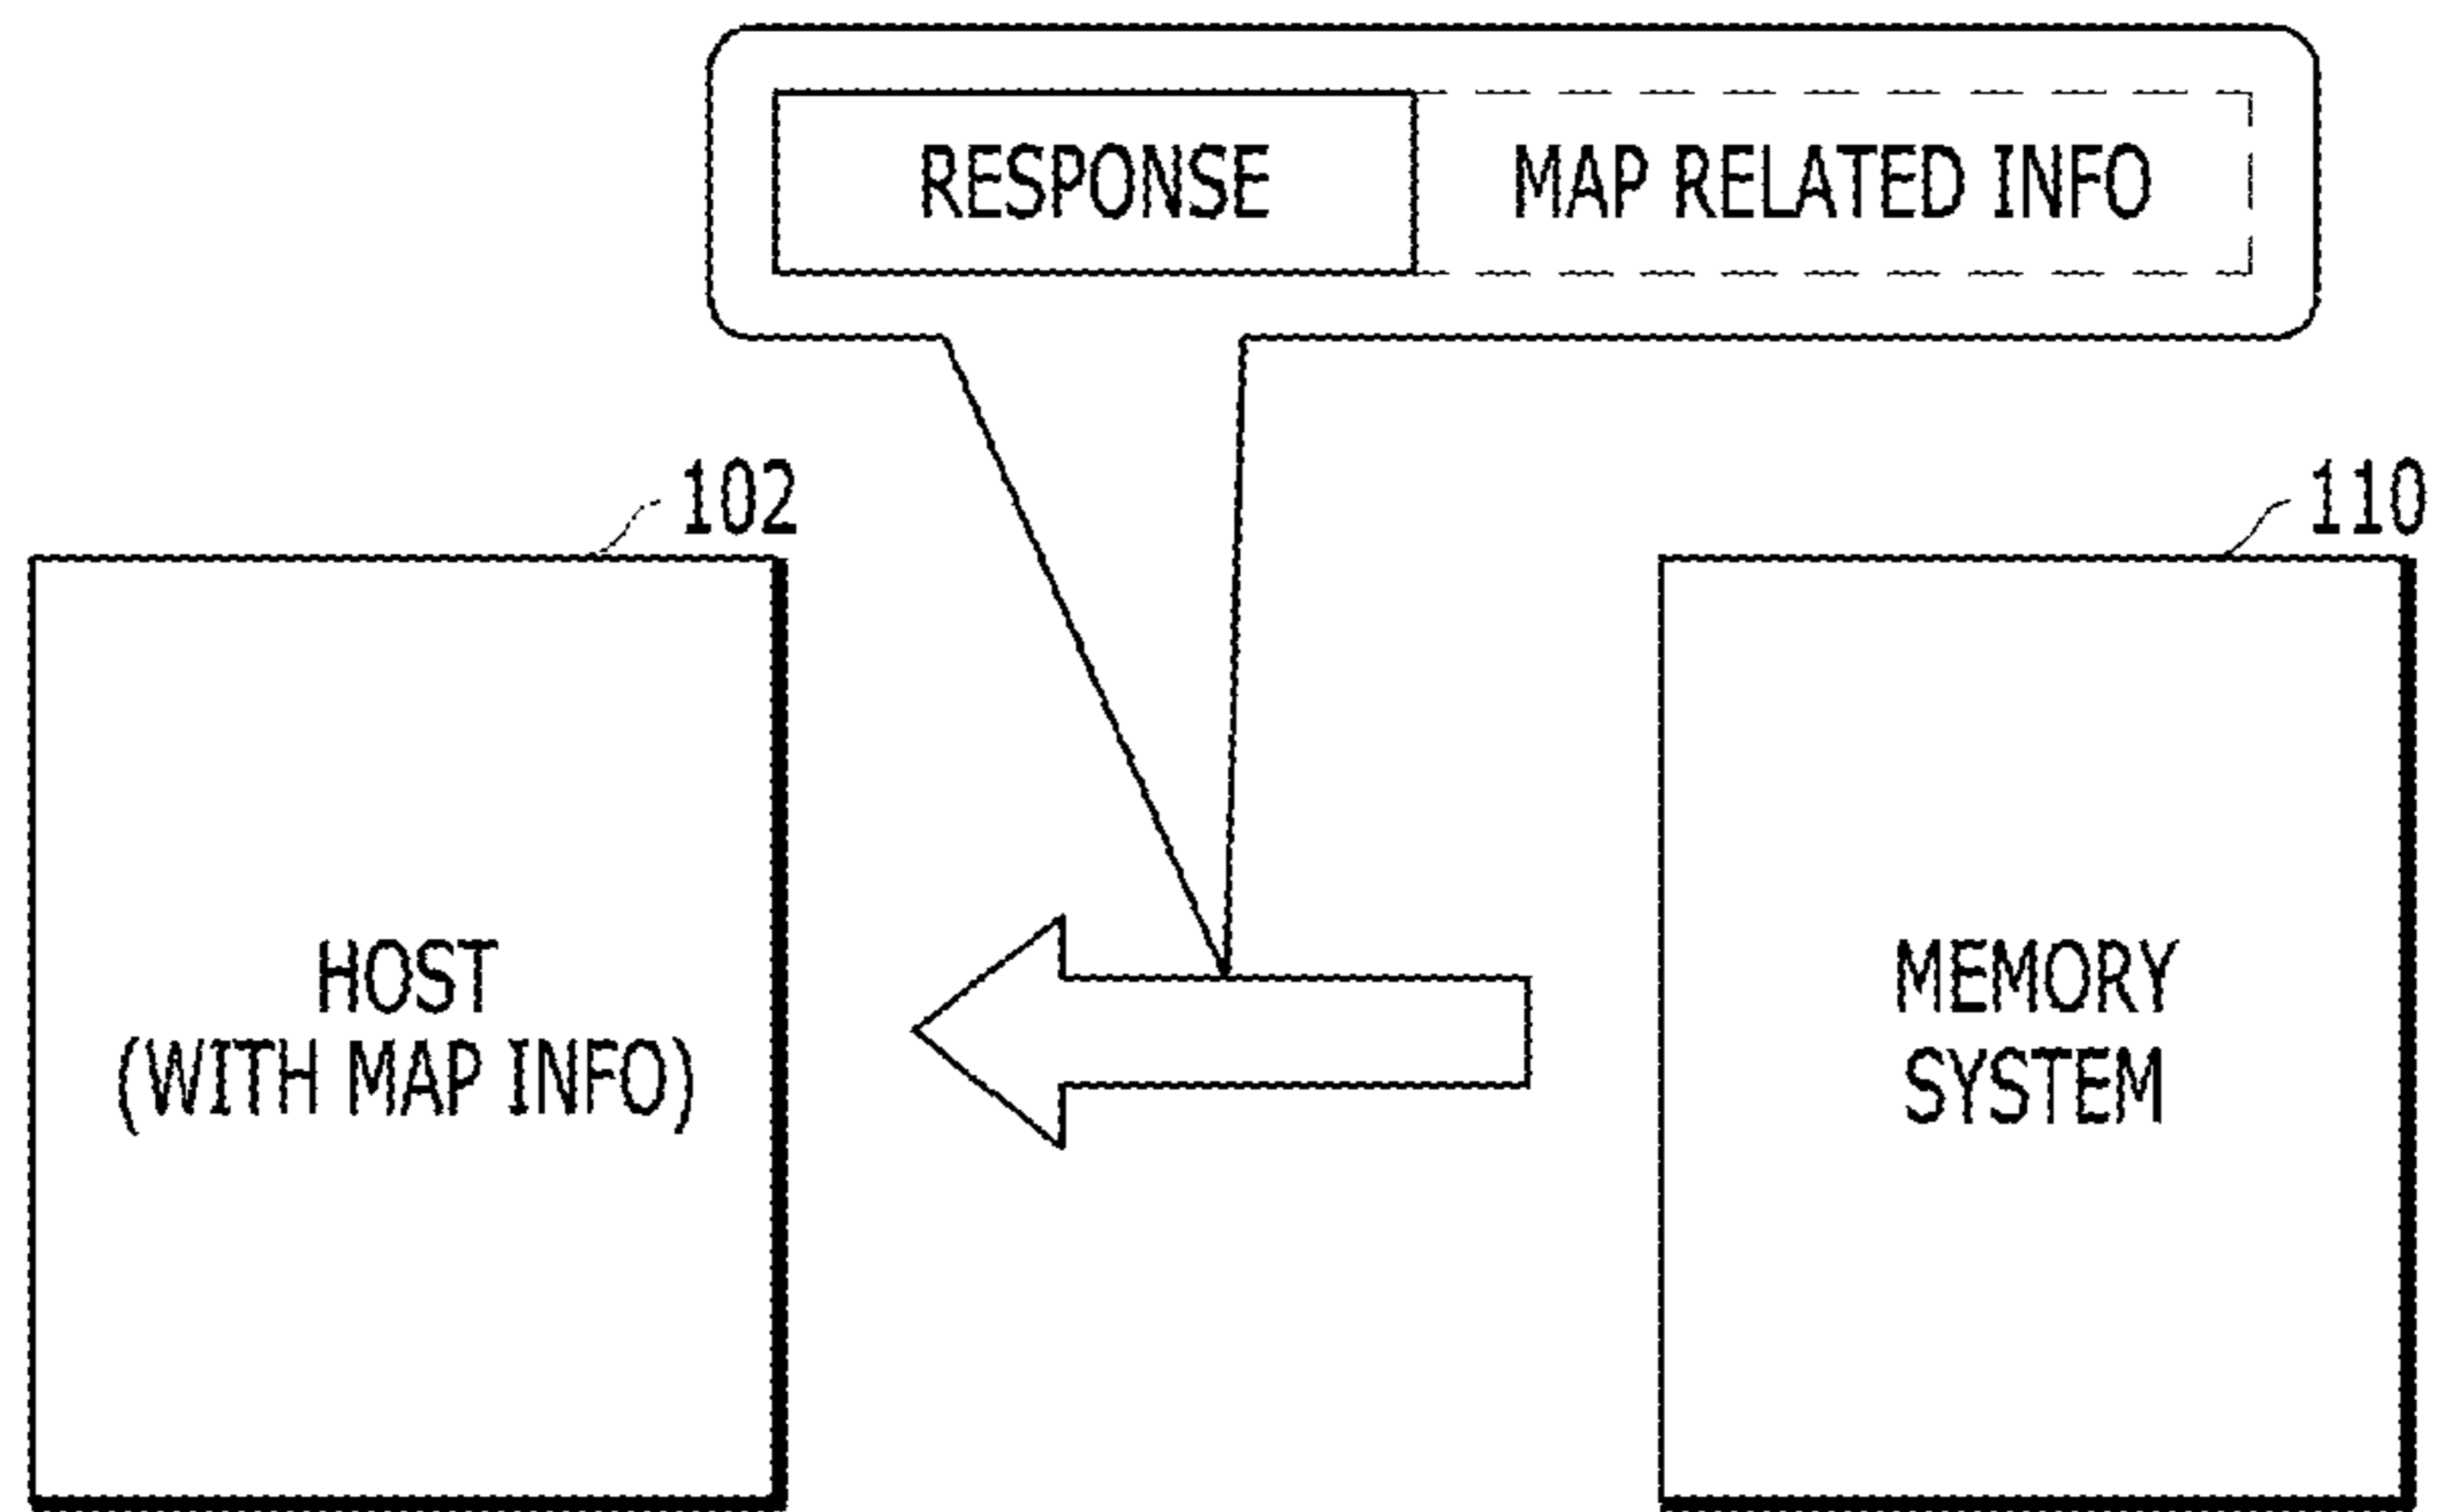 RESPONSE
MAP RELATED INFO
102
110
HOST
(WITH MAP INFO)
MEMORY
SYSTEM